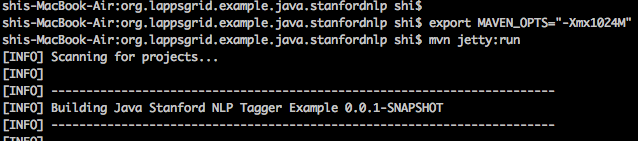 shis-MacBook-Air:org.lappsgrid.example.java.stanfordnlp shi$
shis-MacBook-Air:org.lappsgrid.example.java.stanfordnlp shi$ export MAVEN_OPTS="-Xmx1024M"
shis-MacBook-Air:org.lappsgrid.example.java.stanfordnlp shi$ mvn jetty:run
[INFO] Scanning for projects...
[INFO]
[INFO] ------------------------------------------------------------------------
[INFO] Building Java Stanford NLP Tagger Example 0.0.1-SNAPSHOT
[INFO] ------------------------------------------------------------------------
[INFO]